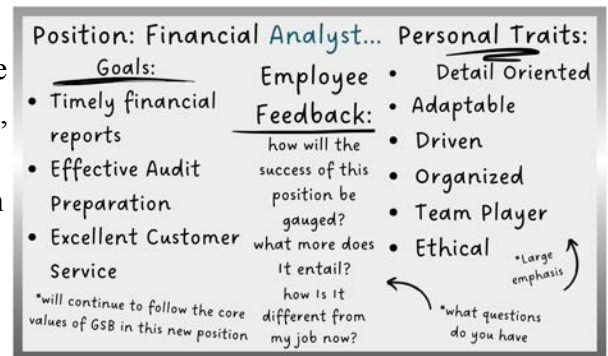 e
,
n
Position: Financial Analyst...
Goals:
• Timely financial
reports
• Effective Audit
Preparation
• Excellent Customer
Service
*will continue to follow the core
values of GSB in this new position
Employee
Feedback:
how will the
success of this
position be
gauged?
what more does
It entail?
how Is It
different from
my job now?
*what questions
do you have
Personal Traits:
• Detail Oriented
• Adaptable
• Driven
• Organized
• Team Player
• Ethical
*Large
emphasis